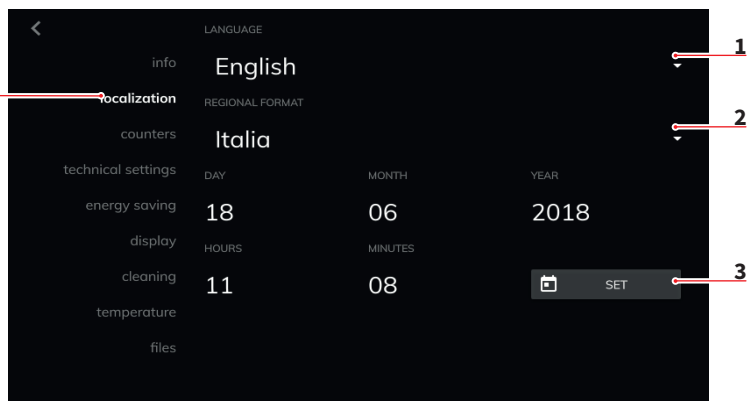 LANGUAGE
1
info
English
localization
REGIONAL FORMAT
2
counters
Italia
technical settings
DAY MONTH YEAR
energy saving
18 06 2018
display
HOURS MINUTES
cleaning
11 08 SET
3
temperature
files